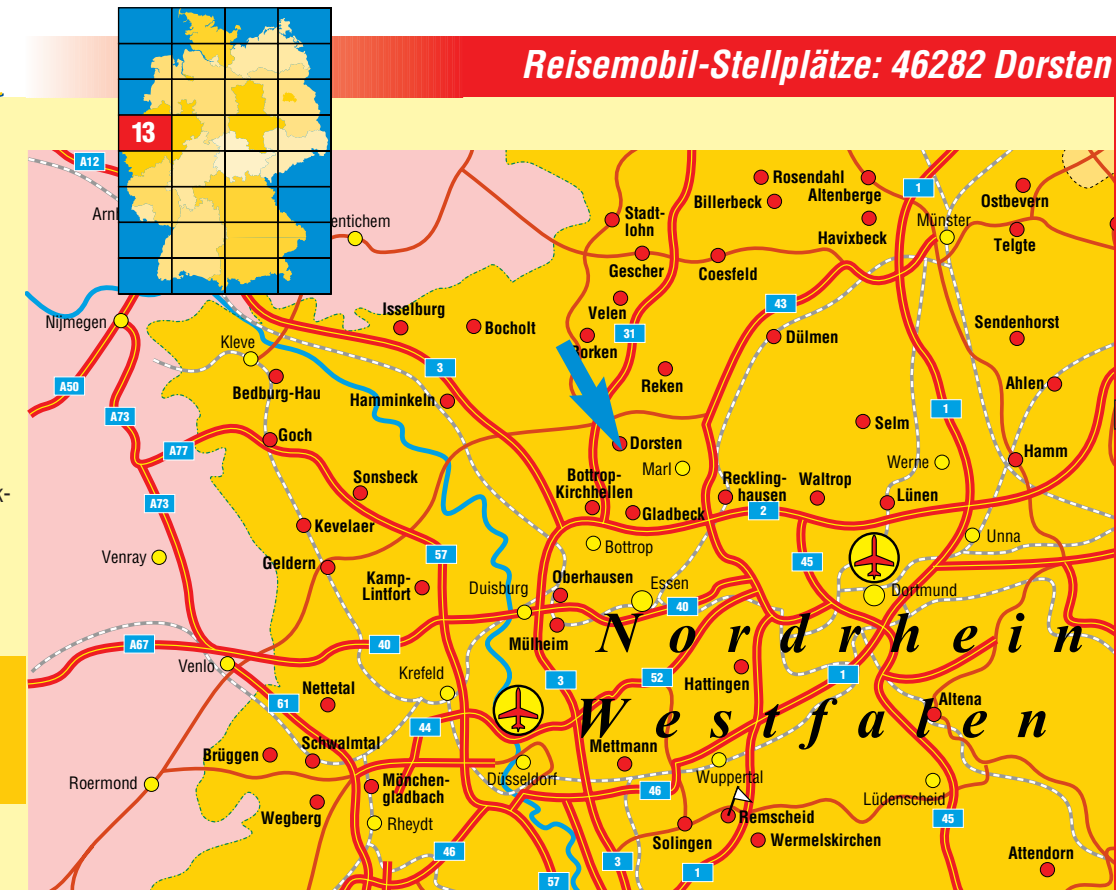 Reisemobil-Stellplätze: 46282 Dorsten
13
A12
Rosendahl
Altenberge
1
Ostbevern
Billerbeck
Stadt-
lohn
Havixbeck
Münster
Telgte
entichem
Gescher
Coesfeld
Velen
43
Isselburg
Bocholt
31
Dülmen
Sendenhorst
Nijmegen
Kleve
3
Reken
A50
Bedburg-Hau
Hamminkeln
Ahlen
A73
1
Goch
Selm
A77
Dorsten
Hamm
Marl
Werne
k-
Sonsbeck
Bottrop-
Kirchhellen
Reckling-
hausen
Waltrop
Lünen
A73
Gladbeck
2
Kevelaer
Unna
Bottrop
Venray
57
45
Geldern
Kamp-
Lintfort
Duisburg
Oberhausen
Essen
Dortmund
40
Mülheim
Nordrhein
A67
40
Venlo
Krefeld
3
52
Hattingen
1
Nettetal
61
Altena
44
Westfalen
Schwalmtal
Brüggen
Mettmann
Roermond
Mönchen-
gladbach
Düsseldorf
Wuppertal
46
Lüdenscheid
Wegberg
Rheydt
Remscheid
45
Solingen
Wermelskirchen
46
3
Attendorn
1
57